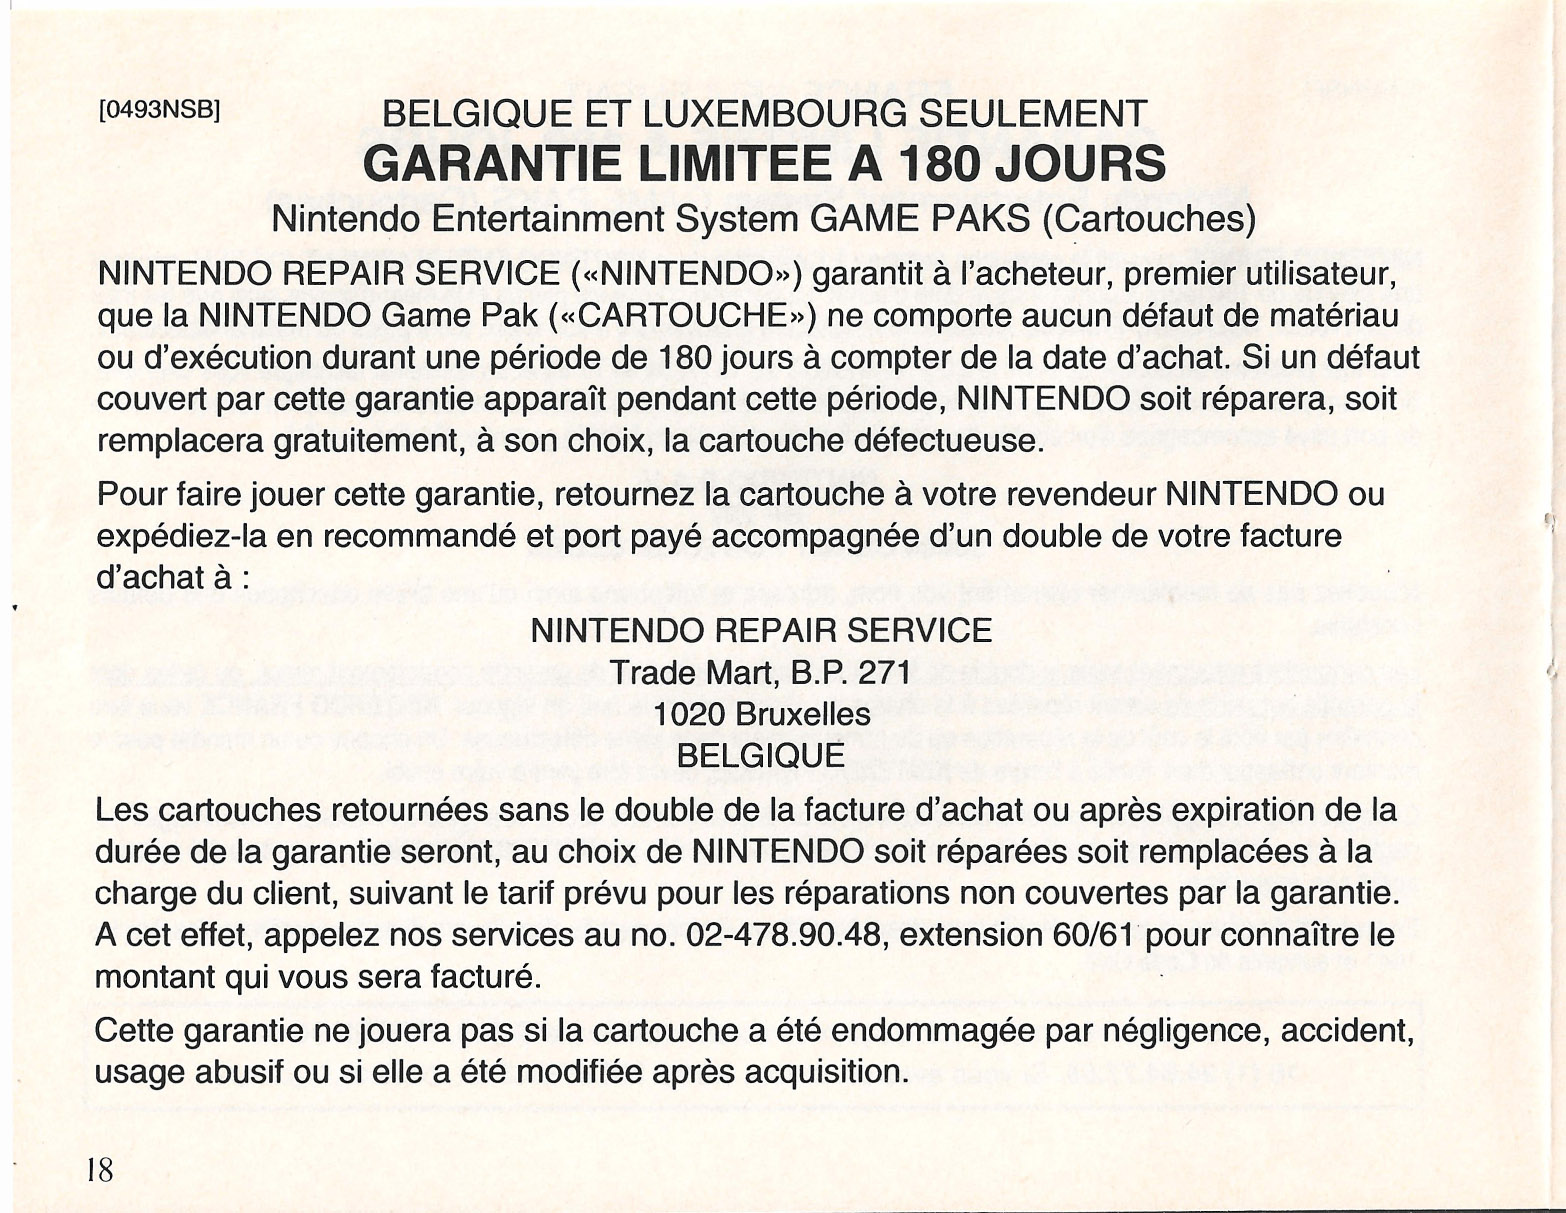 [0493NSB]
BELGIQUE ET LUXEMBOURG SEULEMENT
GARANTIE LIMITEE A 180 JOURS
Nintendo Entertainment System GAME PAKS (Cartouches)
NINTENDO REPAIR SERVICE («NINTENDO») garantit à l'acheteur, premier utilisateur,
que la NINTENDO Game Pak («CARTOUCHE») ne comporte aucun défaut de matériau
ou d'exécution durant une période de 180 jours à compter de la date d'achat. Si un défaut
couvert par cette garantie apparaît pendant cette période, NINTENDO soit réparera, soit
remplacera gratuitement, à son choix, la cartouche défectueuse.
Pour faire jouer cette garantie, retournez la cartouche à votre revendeur NINTENDO ou
expédiez-la en recommandé et port payé accompagnée d'un double de votre facture
d'achat à :
NINTENDO REPAIR SERVICE
Trade Mart, B.P. 271
1020 Bruxelles
BELGIQUE
Les cartouches retournées sans le double de la facture d'achat ou après expiration de la
durée de la garantie seront, au choix de NINTENDO soit réparées soit remplacées à la
charge du client, suivant le tarif prévu pour les réparations non couvertes par la garantie.
A cet effet, appelez nos services au no. 02-478.90.48, extension 60/61 pour connaître le
montant qui vous sera facturé.
Cette garantie ne jouera pas si la cartouche a été endommagée par négligence, accident,
usage abusif ou si elle a été modifiée après acquisition.
18